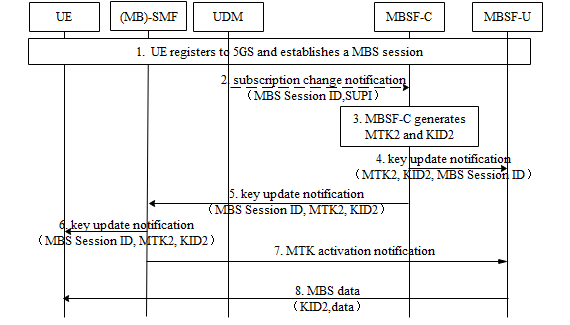 UE (MB)-SMF UDM MBSF-C MBSF-U
1. UE registers to 5GS and establishes a MBS session
2. subscription change notification
(MBS Session ID,SUPI)
3. MBSF-C generates
MTK2 and KID2
4. key update notification
(MTK2, KID2, MBS Session ID)
5. key update notification
(MBS Session ID, MTK2, KID2)
6. key update notification
(MBS Session ID, MTK2, KID2)
7. MTK activation notification
8. MBS data
(KID2,data)